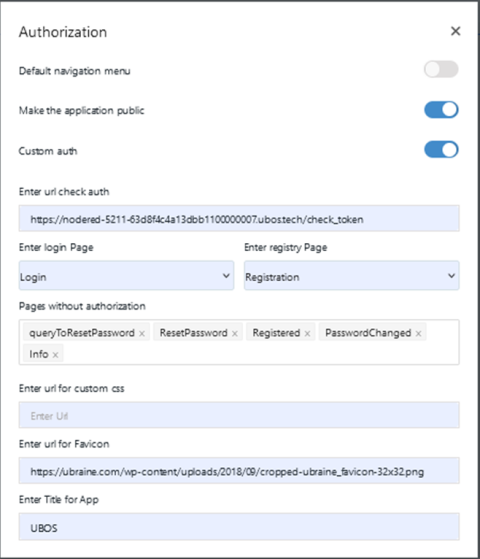 Authorization
Default navigation menu
Make the application public
Custom auth
Enter url check auth
https://nodered-5211-63d8f4c4a13dbb1100000007.ubos.tech/check_token
Enter login Page Enter registry Page
Login Registration
Pages without authorization
queryToResetPassword × ResetPassword × Registered × PasswordChanged ×
Info ×
Enter url for custom css
Enter Url
Enter url for Favicon
https://ubraine.com/wp-content/uploads/2018/09/cropped-ubraine_favicon-32x32.png
Enter Title for App
UBOS